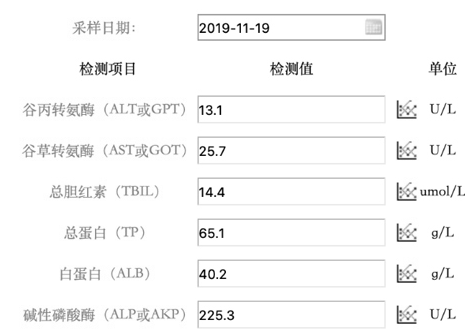 采样日期： 2019-11-19
检测项目 检测值 单位
谷丙转氨酶（ALT或GPT） 13.1 U/L
谷草转氨酶（AST或GOT） 25.7 U/L
总胆红素（TBIL） 14.4 umol/L
总蛋白（TP） 65.1 g/L
白蛋白（ALB） 40.2 g/L
碱性磷酸酶（ALP或AKP） 225.3 U/L